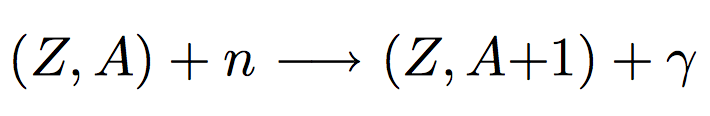 (Z, A) + n ⟶ (Z, A+1) + γ